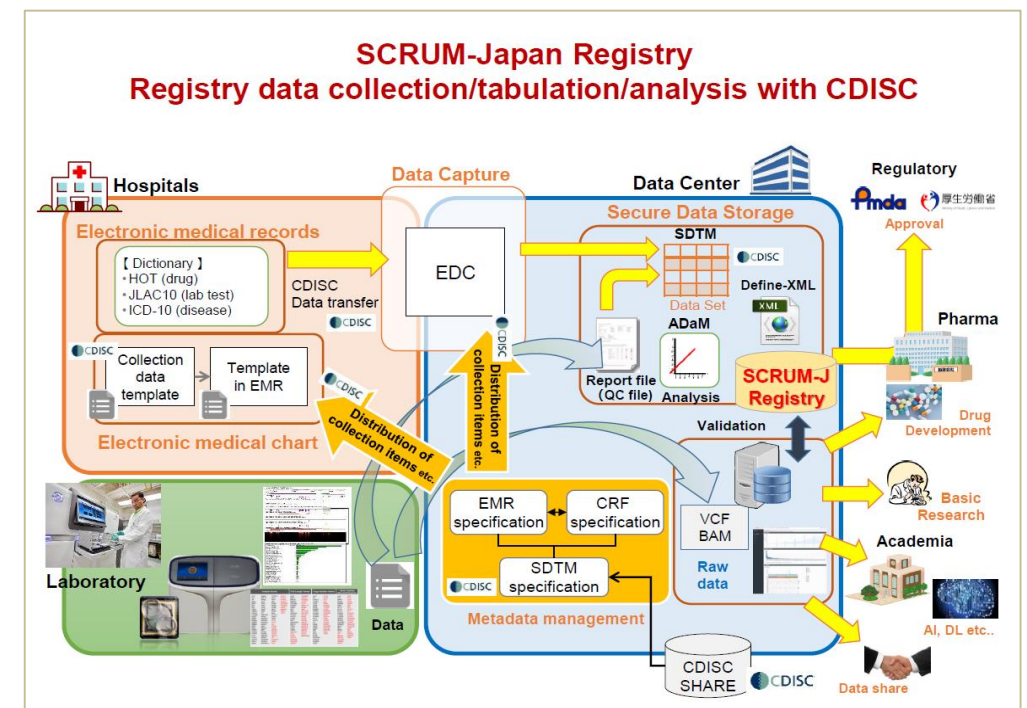 SCRUM-Japan Registry
Registry data collection/tabulation/analysis with CDISC
Hospitals
Data Capture
Data Center
Regulatory
Pmda
厚生労働省
Approval
Electronic medical records
【 Dictionary 】
•HOT (drug)
•JLAC10 (lab test)
•ICD-10 (disease)
CDISC
Data transfer
CDISC
EDC
CDISC
Secure Data Storage
SDTM
CDISC
Data Set
Define-XML
XML
ADaM
Report file
(QC file)
Analysis
SCRUM-J
Registry
Pharma
Drug
Development
CDISC
Collection
data
template
Template
in EMR
CDISC
Electronic medical chart
Distribution of
collection items etc.
Distribution of
collection items etc.
Validation
VCF
BAM
Raw
data
Basic
Research
Academia
AI, DL etc..
Data share
EMR
specification
CRF
specification
SDTM
specification
CDISC
Metadata management
Laboratory
Data
CDISC
SHARE
CDISC